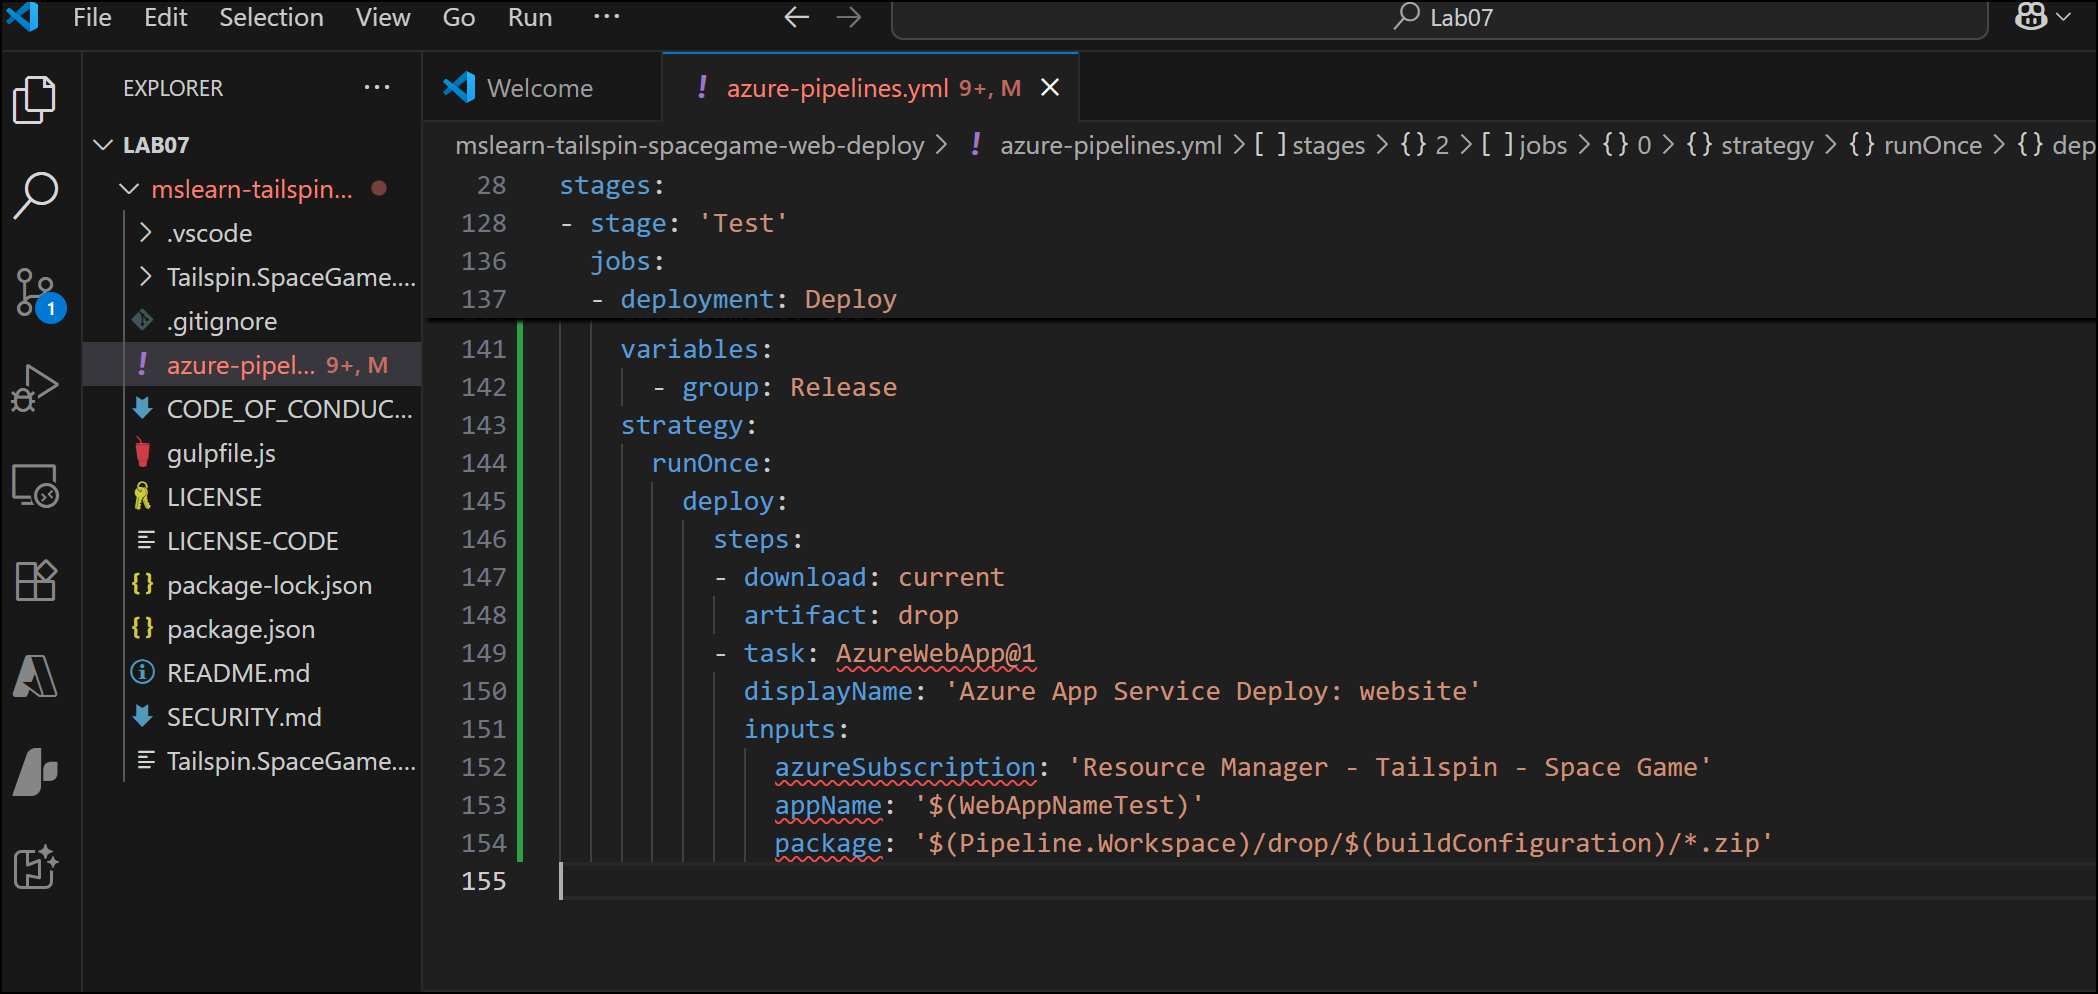 File Edit Selection View Go Run ··· ← → Lab07
EXPLORER ···
LAB07
mslearn-tailspin...
.vscode
Tailspin.SpaceGame....
.gitignore
! azure-pipel... 9+, M
CODE_OF_CONDUC...
gulpfile.js
LICENSE
LICENSE-CODE
{} package-lock.json
{} package.json
README.md
SECURITY.md
Tailspin.SpaceGame....
1
Welcome
! azure-pipelines.yml 9+, M ×
mslearn-tailspin-spacegame-web-deploy > ! azure-pipelines.yml > [ ] stages > {} 2 > [ ] jobs > {} 0 > {} strategy > {} runOnce > {} dep
28 stages:
128 - stage: 'Test'
136 jobs:
137 - deployment: Deploy
141 variables:
142 - group: Release
143 strategy:
144 runOnce:
145 deploy:
146 steps:
147 - download: current
148 artifact: drop
149 - task: AzureWebApp@1
150 displayName: 'Azure App Service Deploy: website'
151 inputs:
152 azureSubscription: 'Resource Manager - Tailspin - Space Game'
153 appName: '$(WebAppNameTest)'
154 package: '$(Pipeline.Workspace)/drop/$(buildConfiguration)/*.zip'
155